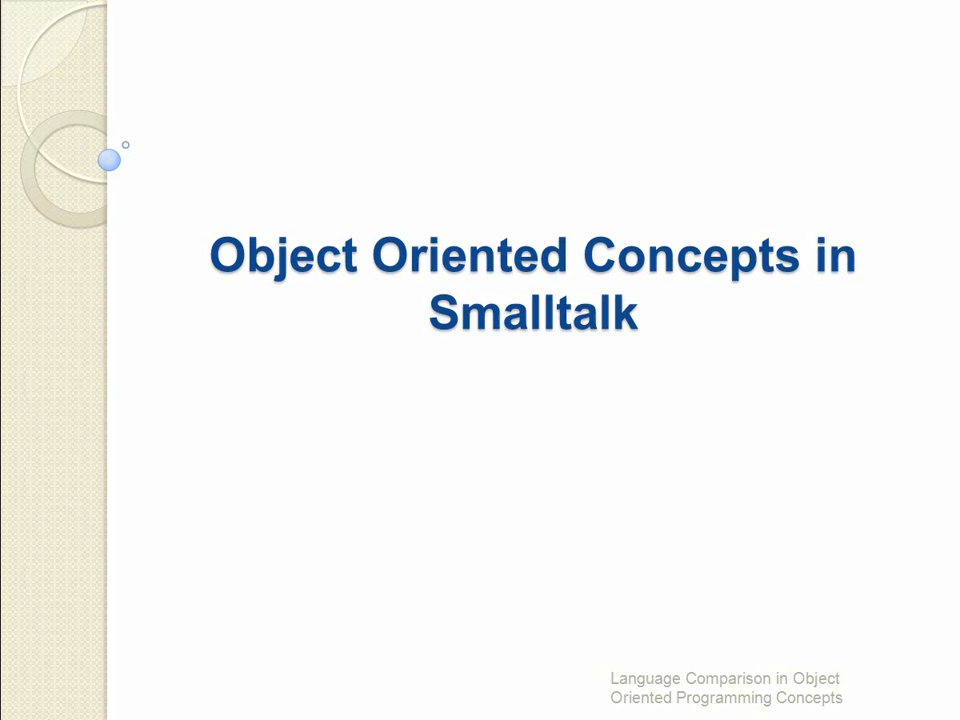 Object Oriented Concepts in
Smalltalk
Language Comparison in Object
Oriented Programming Concepts